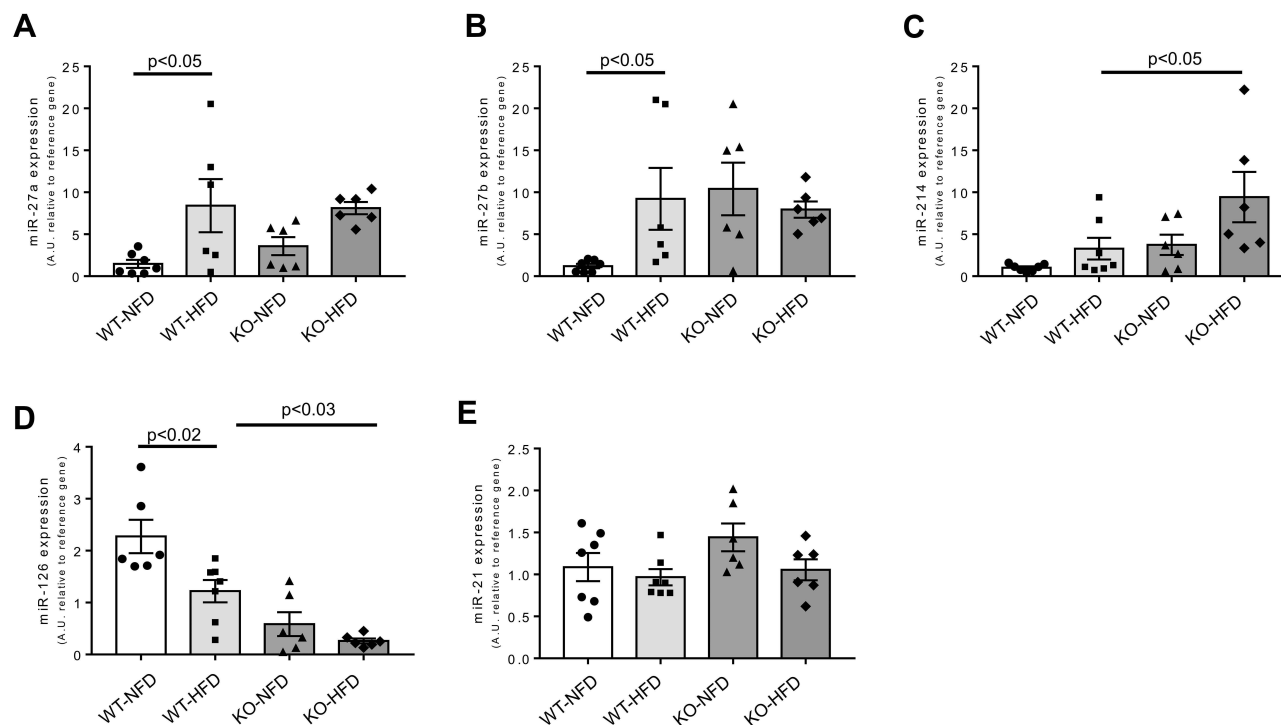 A
miR-27a expression
(A.U. relative to reference gene)
25
20
15
10
5
0
p<0.05
WT-NFD
WT-HFD
KO-NFD
KO-HFD
B
miR-27b expression
(A.U. relative to reference gene)
25
20
15
10
5
0
p<0.05
WT-NFD
WT-HFD
KO-NFD
KO-HFD
C
miR-214 expression
(A.U. relative to reference gene)
25
20
15
10
5
0
p<0.05
WT-NFD
WT-HFD
KO-NFD
KO-HFD
D
miR-126 expression
(A.U. relative to reference gene)
4
3
2
1
0
p<0.02
p<0.03
WT-NFD
WT-HFD
KO-NFD
KO-HFD
E
miR-21 expression
(A.U. relative to reference gene)
2.5
2.0
1.5
1.0
0.5
0.0
WT-NFD
WT-HFD
KO-NFD
KO-HFD